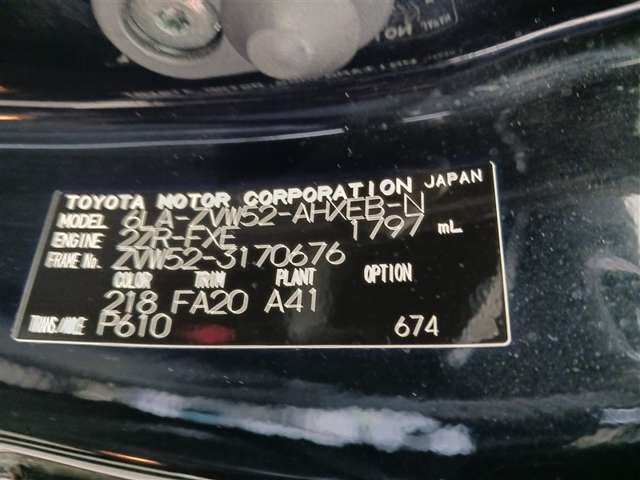 TOYOTA MOTOR CORPORATION JAPAN
MODEL 6LA-ZVW52-AHXEB-N
ENGINE 2ZR-FXE 1797 mL
FRAME No. ZVW52-3170676
COLOR TRIM PLANT OPTION
218 FA20 A41
TRANS/AXLE P610 674